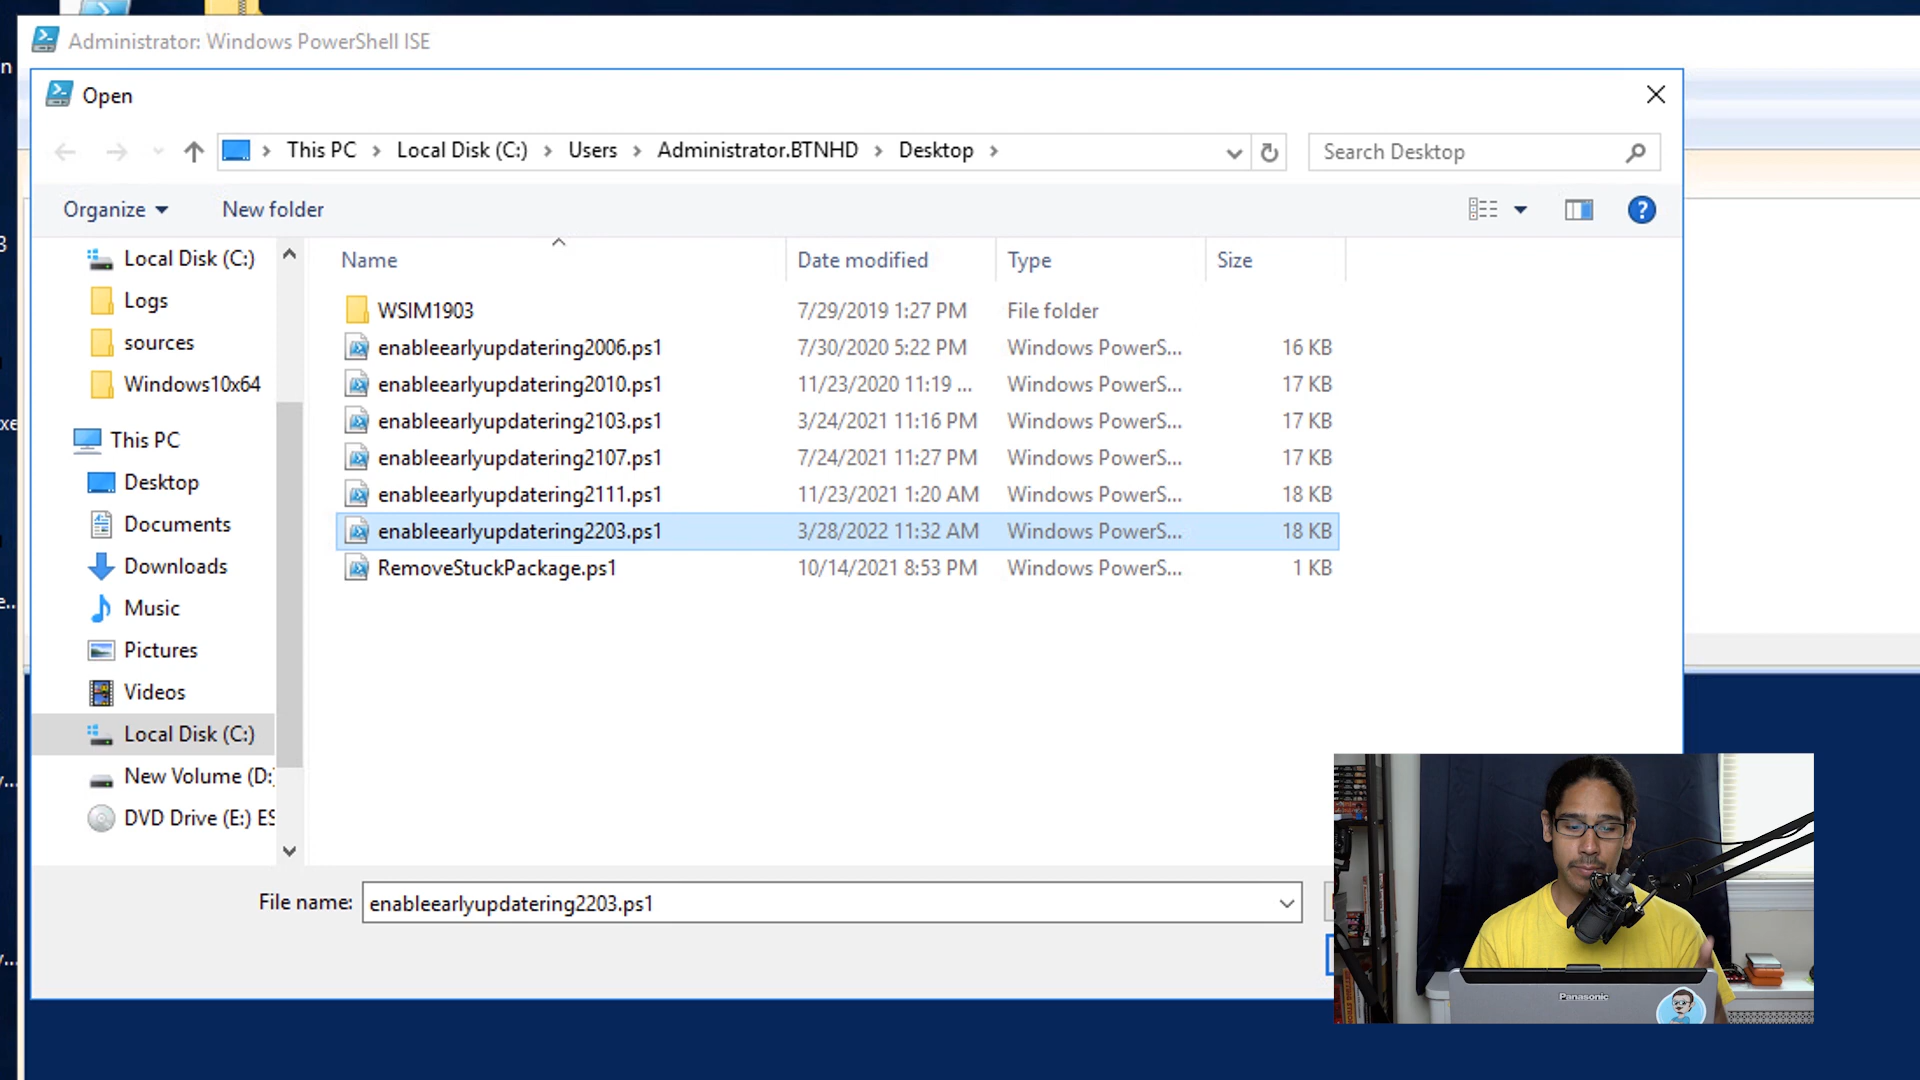 Administrator: Windows PowerShell ISE
Open
This PC > Local Disk (C:) > Users > Administrator.BTNHD > Desktop >
Search Desktop
Organize
New folder
?
Name
Date modified
Type
Size
Local Disk (C:)
Logs
sources
Windows10x64
This PC
Desktop
Documents
Downloads
Music
Pictures
Videos
Local Disk (C:)
New Volume (D:
DVD Drive (E:) ES
WSIM1903 7/29/2019 1:27 PM File folder
enableearlyupdatering2006.ps1 7/30/2020 5:22 PM Windows PowerS... 16 KB
enableearlyupdatering2010.ps1 11/23/2020 11:19 ... Windows PowerS... 17 KB
enableearlyupdatering2103.ps1 3/24/2021 11:16 PM Windows PowerS... 17 KB
enableearlyupdatering2107.ps1 7/24/2021 11:27 PM Windows PowerS... 17 KB
enableearlyupdatering2111.ps1 11/23/2021 1:20 AM Windows PowerS... 18 KB
enableearlyupdatering2203.ps1 3/28/2022 11:32 AM Windows PowerS... 18 KB
RemoveStuckPackage.ps1 10/14/2021 8:53 PM Windows PowerS... 1 KB
File name: enableearlyupdatering2203.ps1
Panasonic